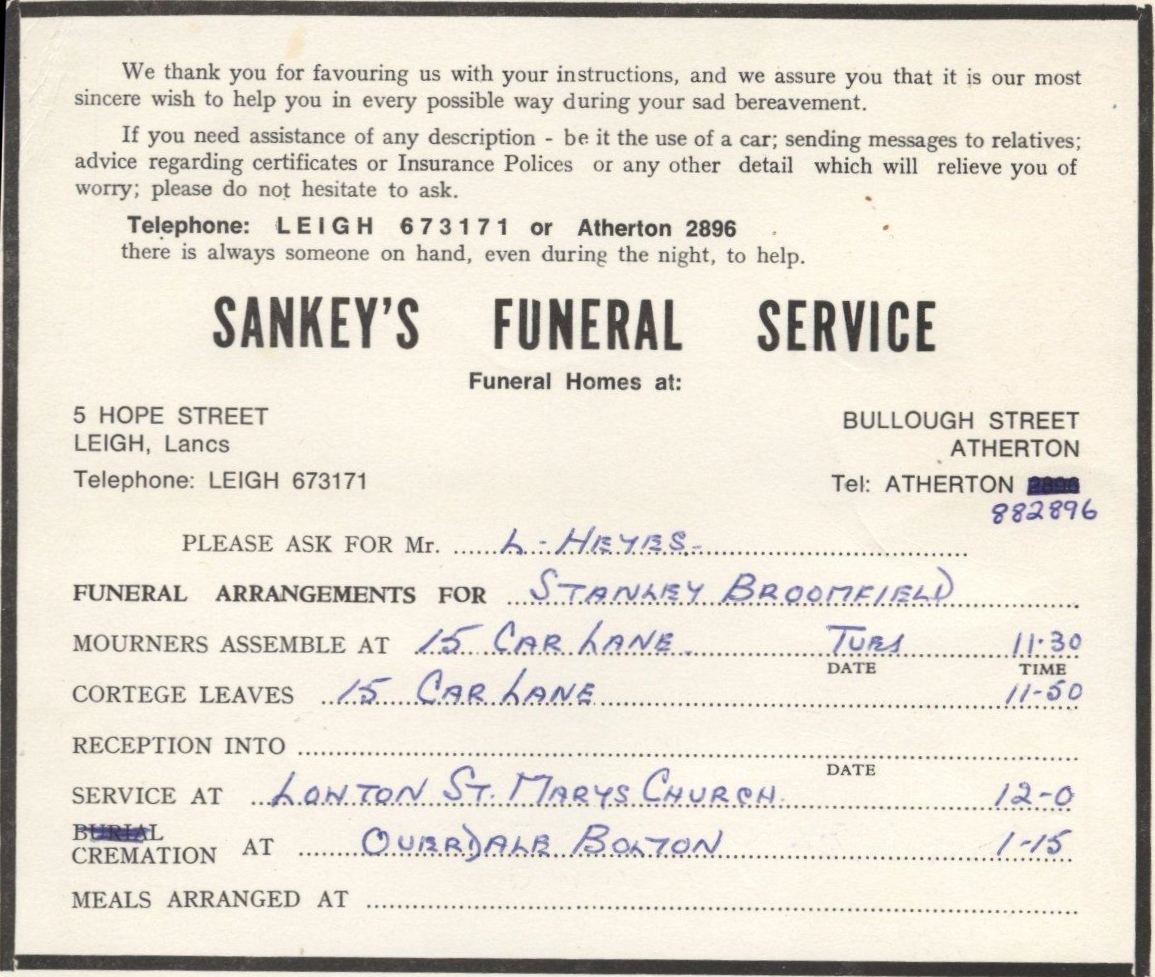 We thank you for favouring us with your instructions, and we assure you that it is our most
sincere wish to help you in every possible way during your sad bereavement.
If you need assistance of any description - be it the use of a car; sending messages to relatives;
advice regarding certificates or Insurance Polices or any other detail which will relieve you of
worry; please do not hesitate to ask.
Telephone: LEIGH 673171 or Atherton 2896
there is always someone on hand, even during the night, to help.
SANKEY'S FUNERAL SERVICE
Funeral Homes at:
5 HOPE STREET
LEIGH, Lancs
Telephone: LEIGH 673171
BULLOUGH STREET
ATHERTON
Tel: ATHERTON 2896
882896
PLEASE ASK FOR Mr. L. HEYES.
FUNERAL ARRANGEMENTS FOR STANLEY BROOMFIELD
MOURNERS ASSEMBLE AT 15 CAR LANE TUES 11.30
DATE TIME
CORTEGE LEAVES 15 CAR LANE 11-50
RECEPTION INTO
DATE
SERVICE AT LOWTON ST. MARYS CHURCH. 12-0
BURIAL
CREMATION AT OVERDALE BOLTON 1-15
MEALS ARRANGED AT